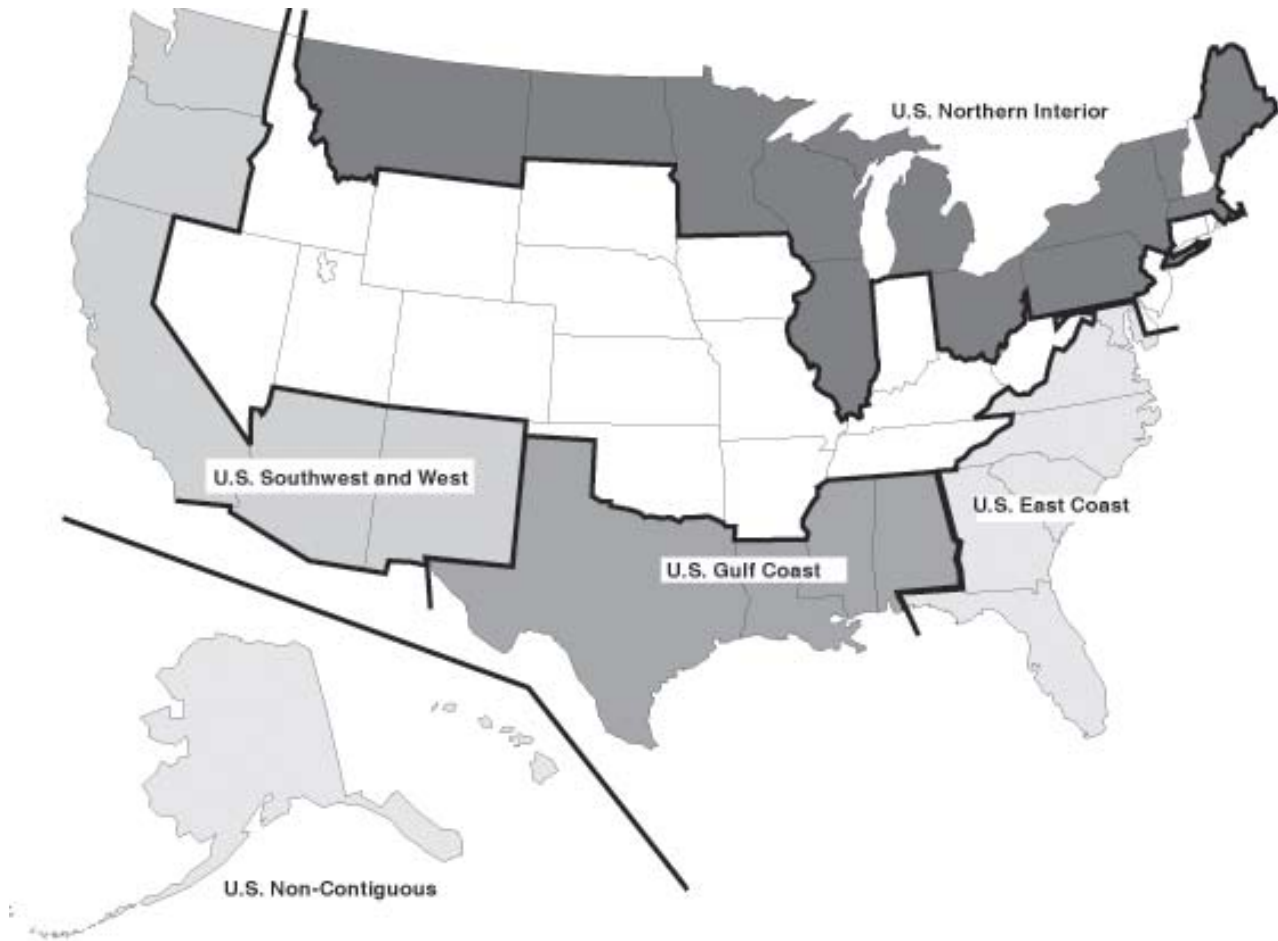 U.S. Northern Interior
U.S. Southwest and West
U.S. East Coast
U.S. Gulf Coast
U.S. Non-Contiguous